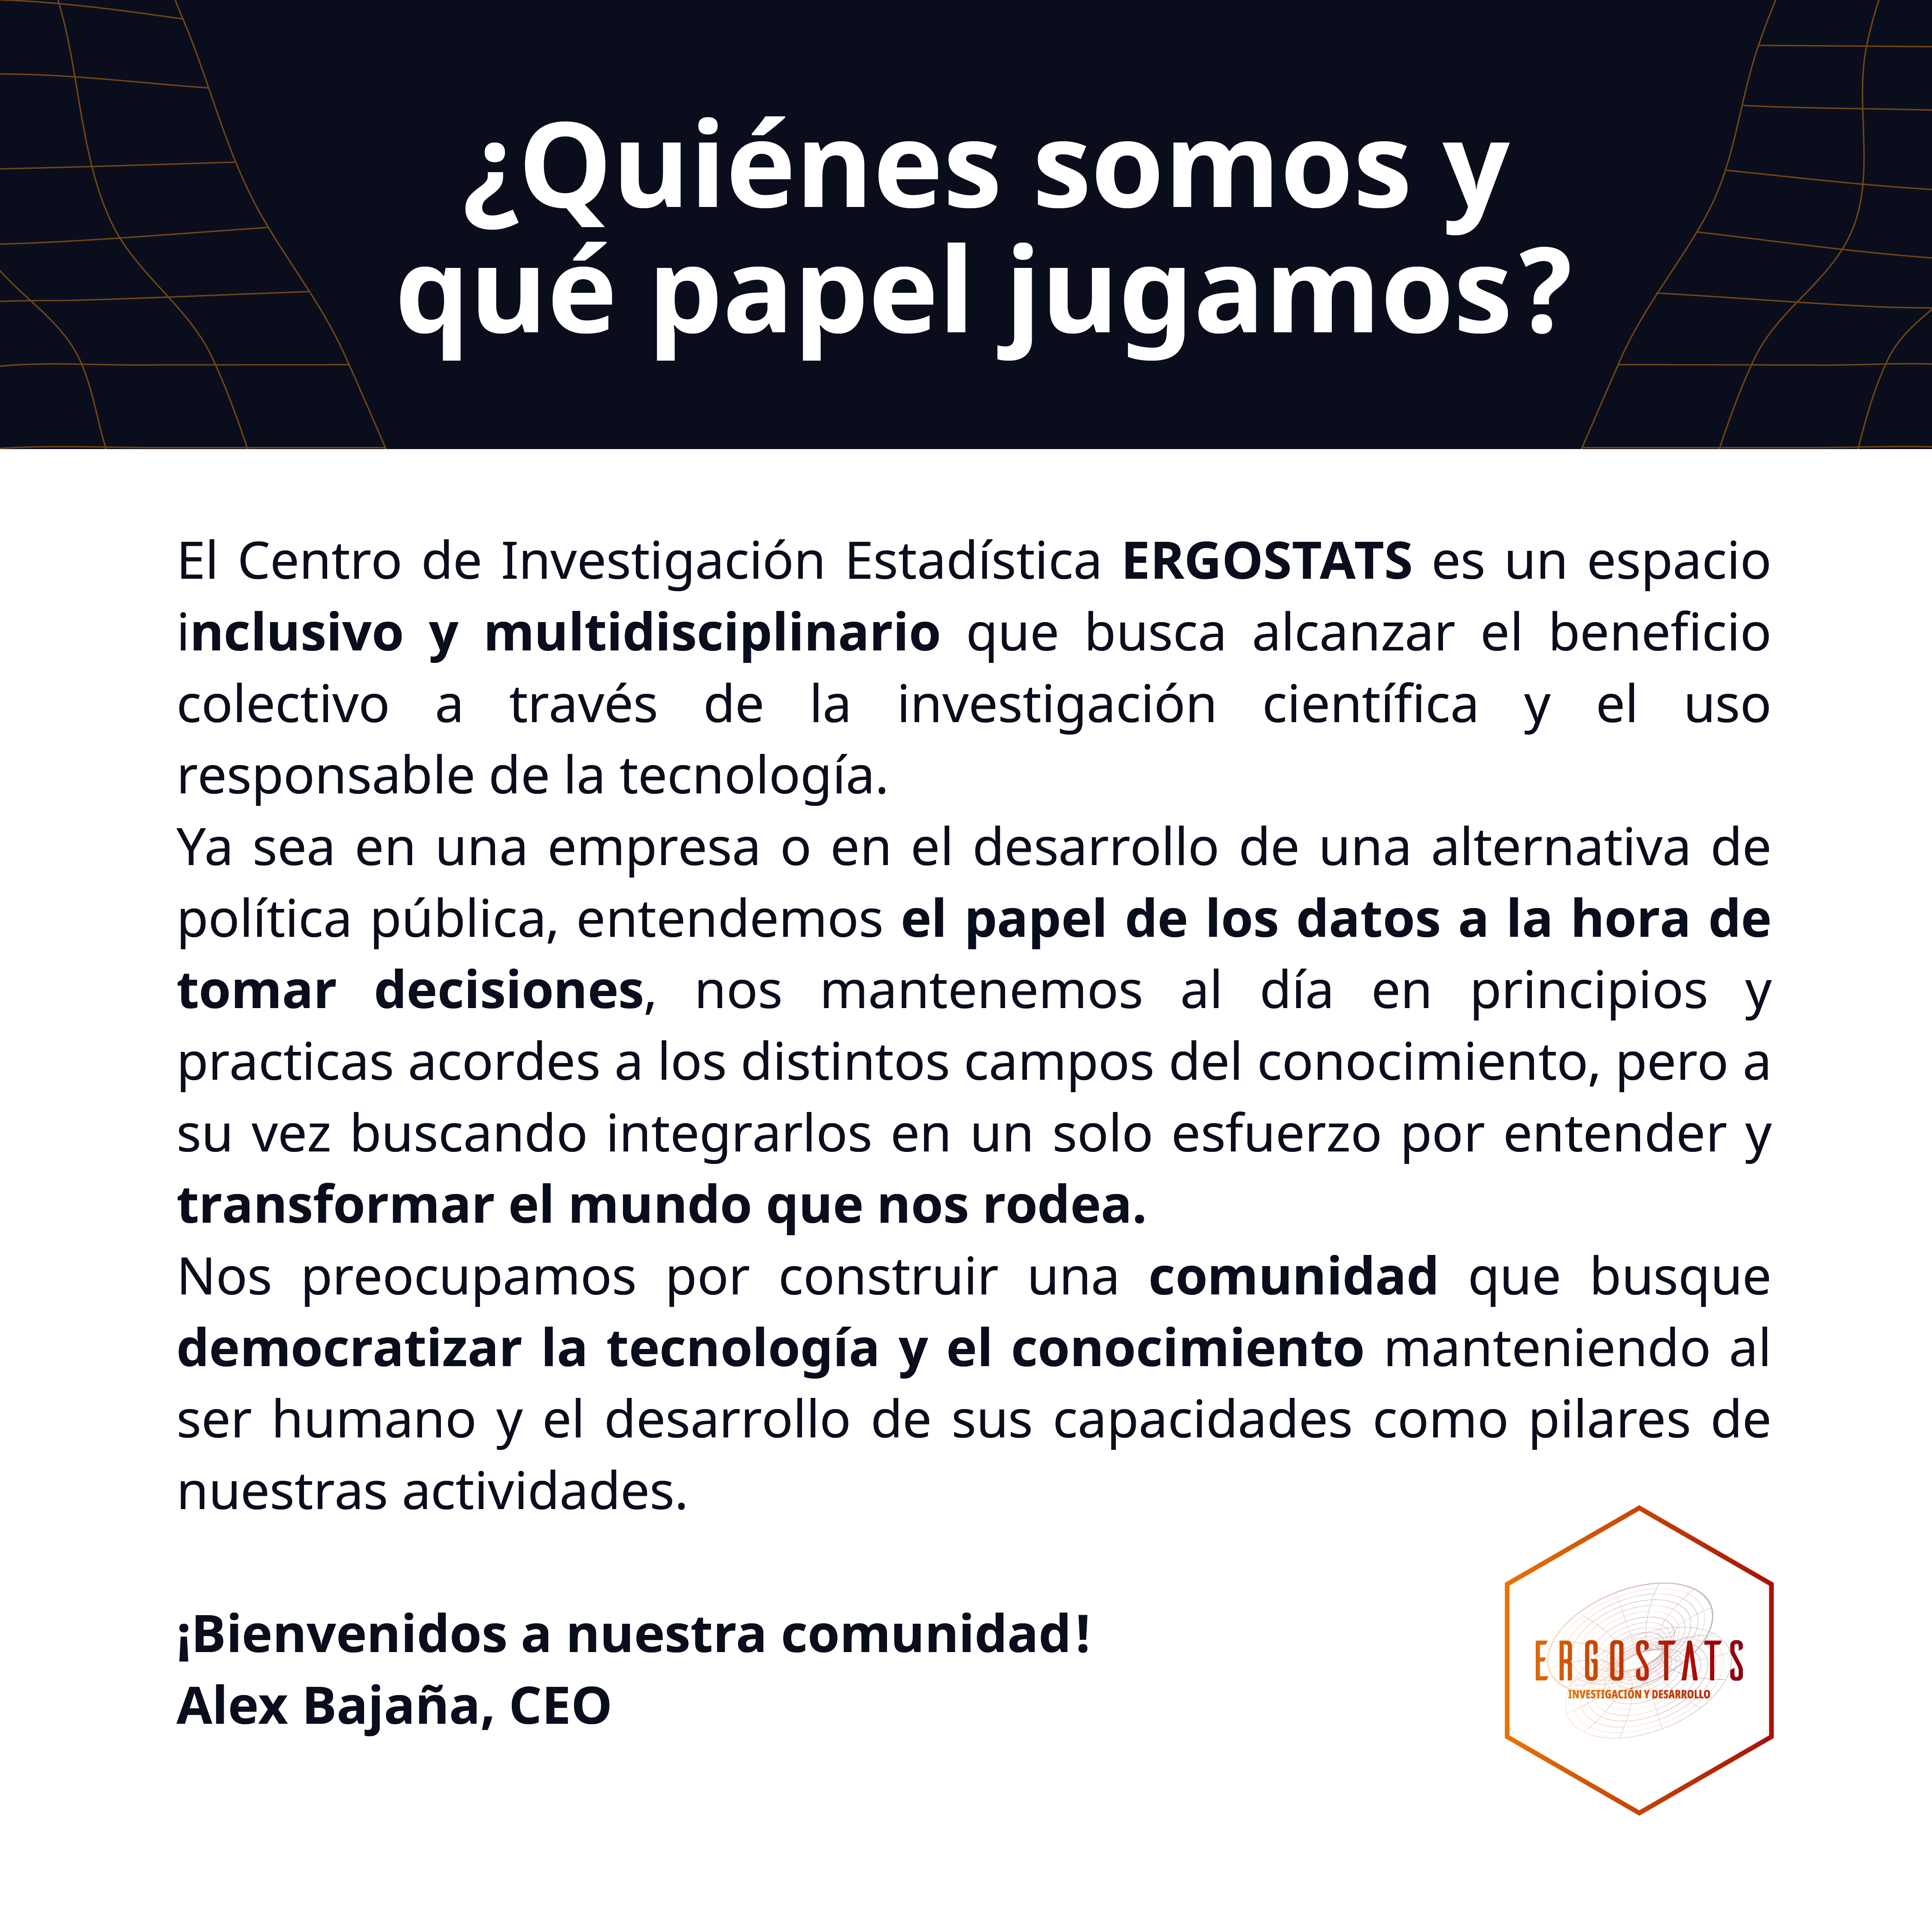 ¿Quiénes somos y
qué papel jugamos?
El Centro de Investigación Estadística ERGOSTATS es un espacio
inclusivo y multidisciplinario que busca alcanzar el beneficio
colectivo a través de la investigación científica y el uso
responsable de la tecnología.
Ya sea en una empresa o en el desarrollo de una alternativa de
política pública, entendemos el papel de los datos a la hora de
tomar decisiones, nos mantenemos al día en principios y
practicas acordes a los distintos campos del conocimiento, pero a
su vez buscando integrarlos en un solo esfuerzo por entender y
transformar el mundo que nos rodea.
Nos preocupamos por construir una comunidad que busque
democratizar la tecnología y el conocimiento manteniendo al
ser humano y el desarrollo de sus capacidades como pilares de
nuestras actividades.
¡Bienvenidos a nuestra comunidad!
Alex Bajaña, CEO
ERGOSTATS
INVESTIGACIÓN Y DESARROLLO